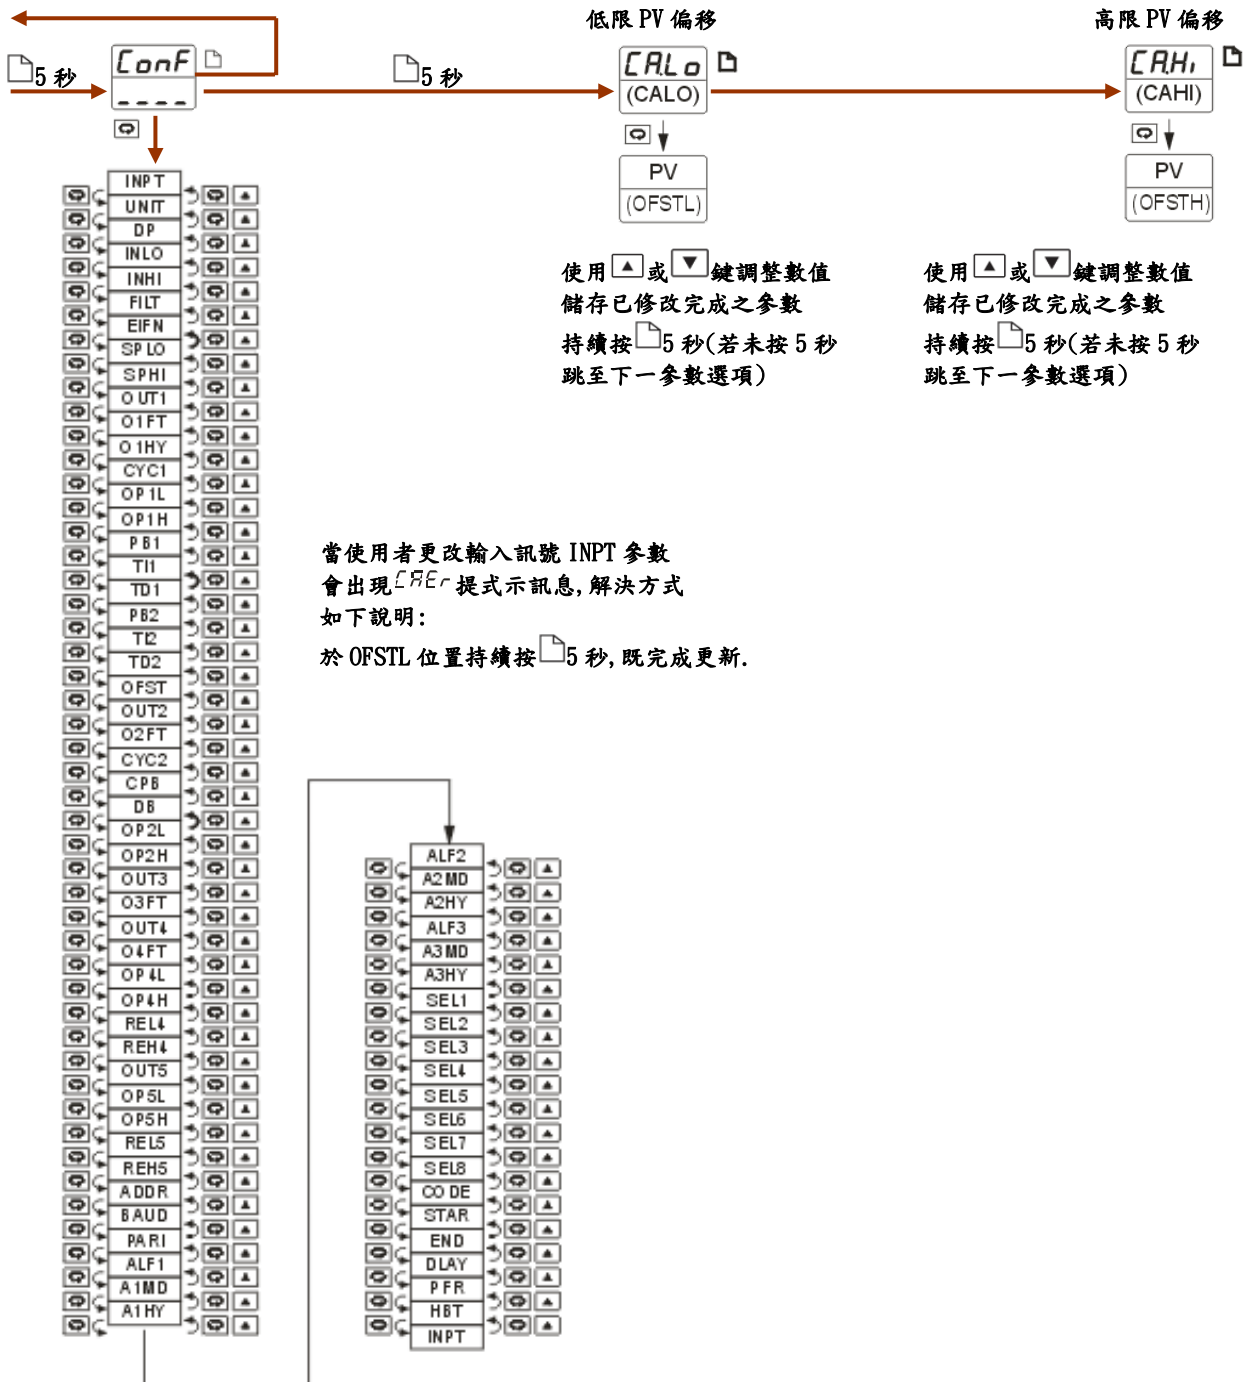 低限 PV 偏移
高限 PV 偏移
5 秒
ConF
5 秒
CA.Lo
(CALO)
CA.Hi
(CAHI)
PV
(OFSTL)
PV
(OFSTH)
使用或鍵調整數值
儲存已修改完成之參數
持續按5 秒(若未按 5 秒
跳至下一參數選項)
使用或鍵調整數值
儲存已修改完成之參數
持續按5 秒(若未按 5 秒
跳至下一參數選項)
INPT
UNIT
DP
INLO
INHI
FILT
EIFN
SPLO
SPHI
OUT1
O1FT
O1HY
CYC1
OP1L
OP1H
PB1
TI1
TD1
PB2
TI2
TD2
OFST
OUT2
O2FT
CYC2
CPB
DB
OP2L
OP2H
OUT3
O3FT
OUT4
O4FT
OP4L
OP4H
REL4
REH4
OUT5
OP5L
OP5H
REL5
REH5
ADDR
BAUD
PARI
ALF1
A1MD
A1HY
當使用者更改輸入訊號 INPT 參數
會出現CAEr提式示訊息,解決方式
如下說明:
於 OFSTL 位置持續按5 秒,既完成更新.
ALF2
A2MD
A2HY
ALF3
A3MD
A3HY
SEL1
SEL2
SEL3
SEL4
SEL5
SEL6
SEL7
SEL8
CODE
STAR
END
DLAY
PFR
HBT
INPT